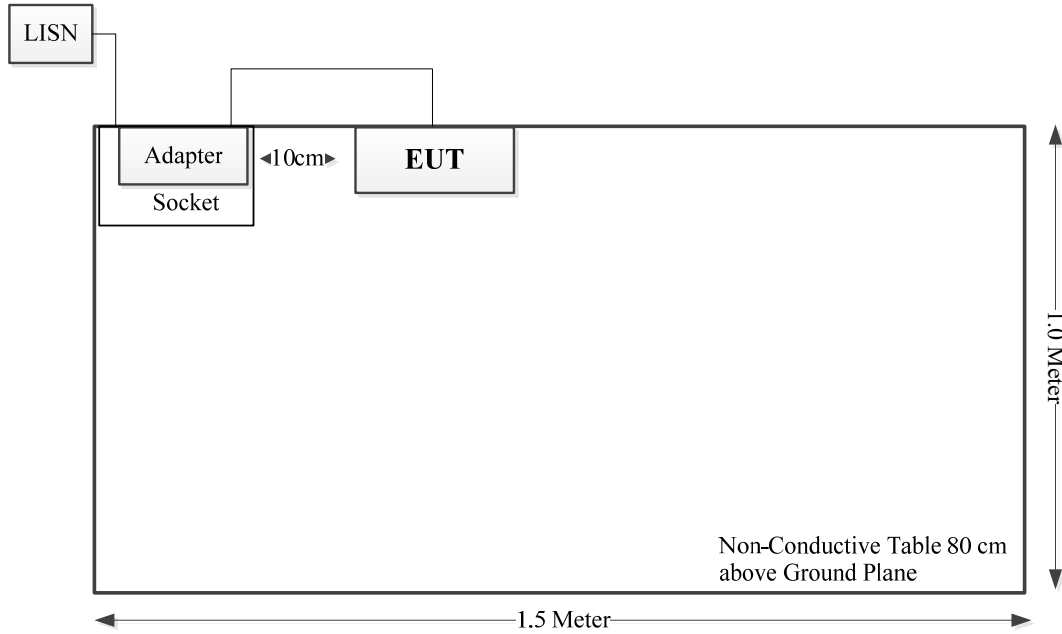 LISN
Adapter
10cm
EUT
Socket
1.0 Meter
Non-Conductive Table 80 cm
above Ground Plane
1.5 Meter